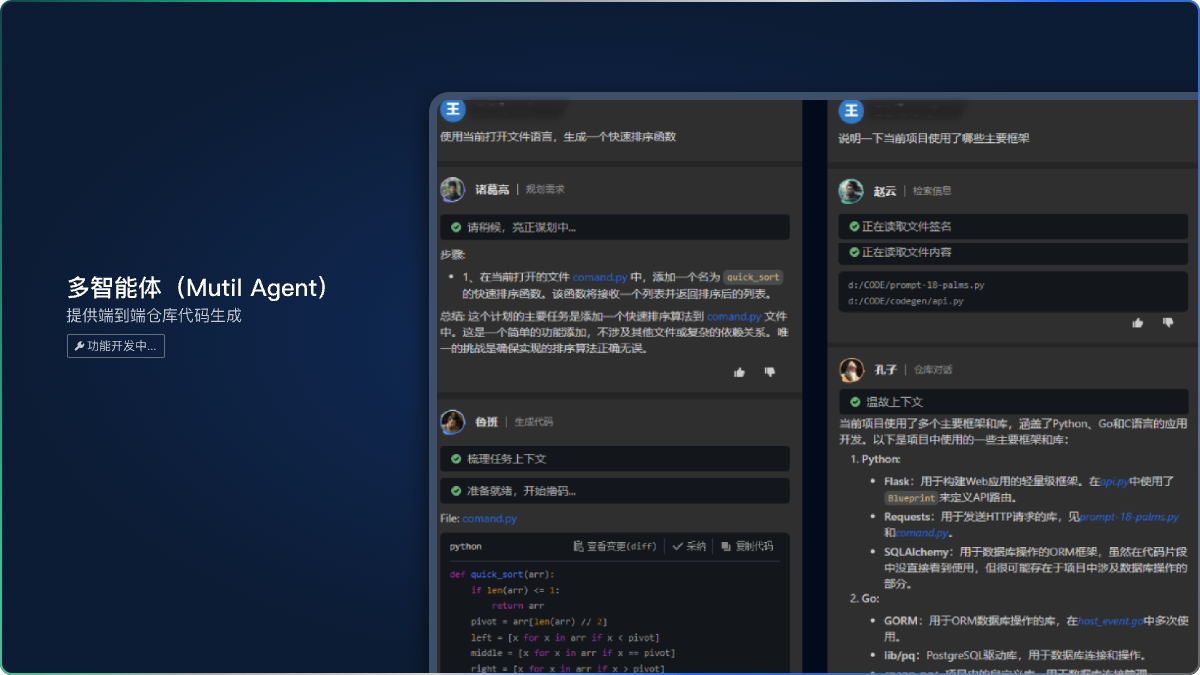 多智能体（Mutil Agent）
提供端到端仓库代码生成
功能开发中...
王
使用当前打开文件语言，生成一个快速排序函数
诸葛亮 | 规划需求
请稍候，亮正谋划中...
步骤:
• 1、在当前打开的文件 comand.py 中，添加一个名为 quick_sort
的快速排序函数。该函数将接收一个列表并返回排序后的列表。
总结: 这个计划的主要任务是添加一个快速排序算法到 comand.py 文件
中。这是一个简单的功能添加，不涉及其他文件或复杂的依赖关系。唯
一的挑战是确保实现的排序算法正确无误。
鲁班 | 生成代码
梳理任务上下文
准备就绪，开始撸码...
File: comand.py
python 查看变更(diff) 采纳 复制代码
def quick_sort(arr):
if len(arr) <= 1:
return arr
pivot = arr[len(arr) // 2]
left = [x for x in arr if x < pivot]
middle = [x for x in arr if x == pivot]
right = [x for x in arr if x > pivot]
王
说明一下当前项目使用了哪些主要框架
赵云 | 检索信息
正在读取文件签名
正在读取文件内容
d:/CODE/prompt-18-palms.py
d:/CODE/codegen/api.py
孔子 | 仓库对话
温故上下文
当前项目使用了多个主要框架和库，涵盖了Python、Go和C语言的应用
开发。以下是项目中使用的一些主要框架和库：
1. Python:
• Flask：用于构建Web应用的轻量级框架。在api.py中使用了
Blueprint 来定义API路由。
• Requests：用于发送HTTP请求的库，见prompt-18-palms.py
和comand.py。
• SQLAlchemy：用于数据库操作的ORM框架，虽然在代码片段
中没直接看到使用，但很可能存在于项目中涉及数据库操作的
部分。
2. Go:
• GORM：用于ORM数据库操作的库，在host_event.go中多次使
用。
• lib/pq：PostgreSQL驱动库，用于数据库连接和操作。